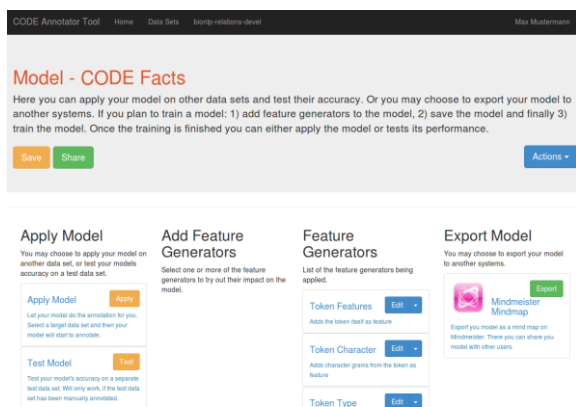 CODE Annotator Tool Home Data Sets bionlp-relations-devel Max Mustermann
Model - CODE Facts
Here you can apply your model on other data sets and test their accuracy. Or you may choose to export your model to
another systems. If you plan to train a model: 1) add feature generators to the model, 2) save the model and finally 3)
train the model. Once the training is finished you can either apply the model or tests its performance.
Save Share Actions
Apply Model
You may choose to apply your model on
another data set, or test your models
accuracy on a test data set.
Apply Model Apply
Let your model do the annotation for you.
Select a target data set and then your
model will start to annotate.
Test Model Test
Test your model's accuracy on a separate
test data set. Will only work, if the test data
set has been manually annotated.
Add Feature
Generators
Select one or more of the feature
generators to try out their impact on the
model.
Feature
Generators
List of the feature generators being
applied.
Token Features Edit
Adds the token itself as feature
Token Character Edit
Adds character grams from the token as
feature
Token Type Edit
Export Model
You may choose to export your model
to another systems.
Export
Mindmeister
Mindmap
Export you model as a mind map on
Mindmeister. There you can share you
model with other users.